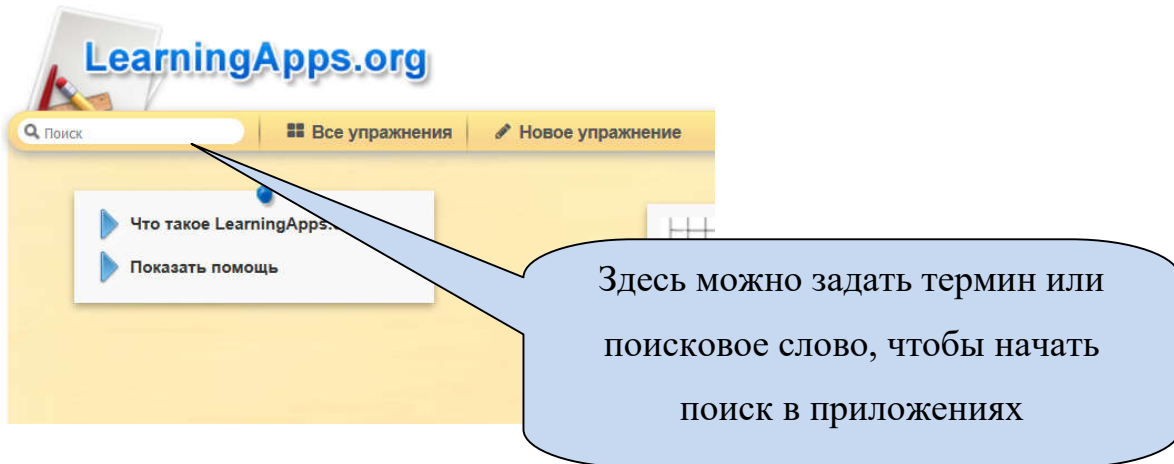 LearningApps.org
Поиск
Все упражнения
Новое упражнение
Что такое LearningApps.
Показать помощь
Здесь можно задать термин или
поисковое слово, чтобы начать
поиск в приложениях